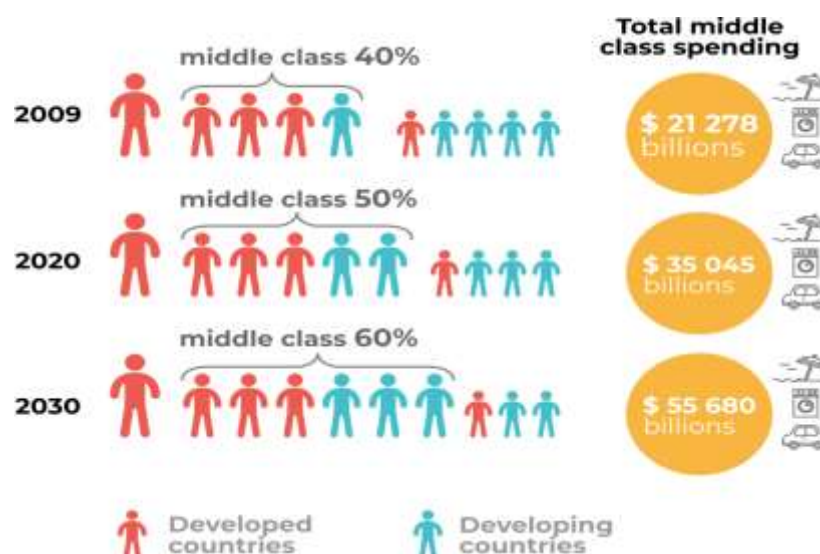 Total middle
class spending
middle class 40%
2009
$ 21 278
billions
middle class 50%
2020
$ 35 045
billions
middle class 60%
2030
$ 55 680
billions
Developed
countries
Developing
countries